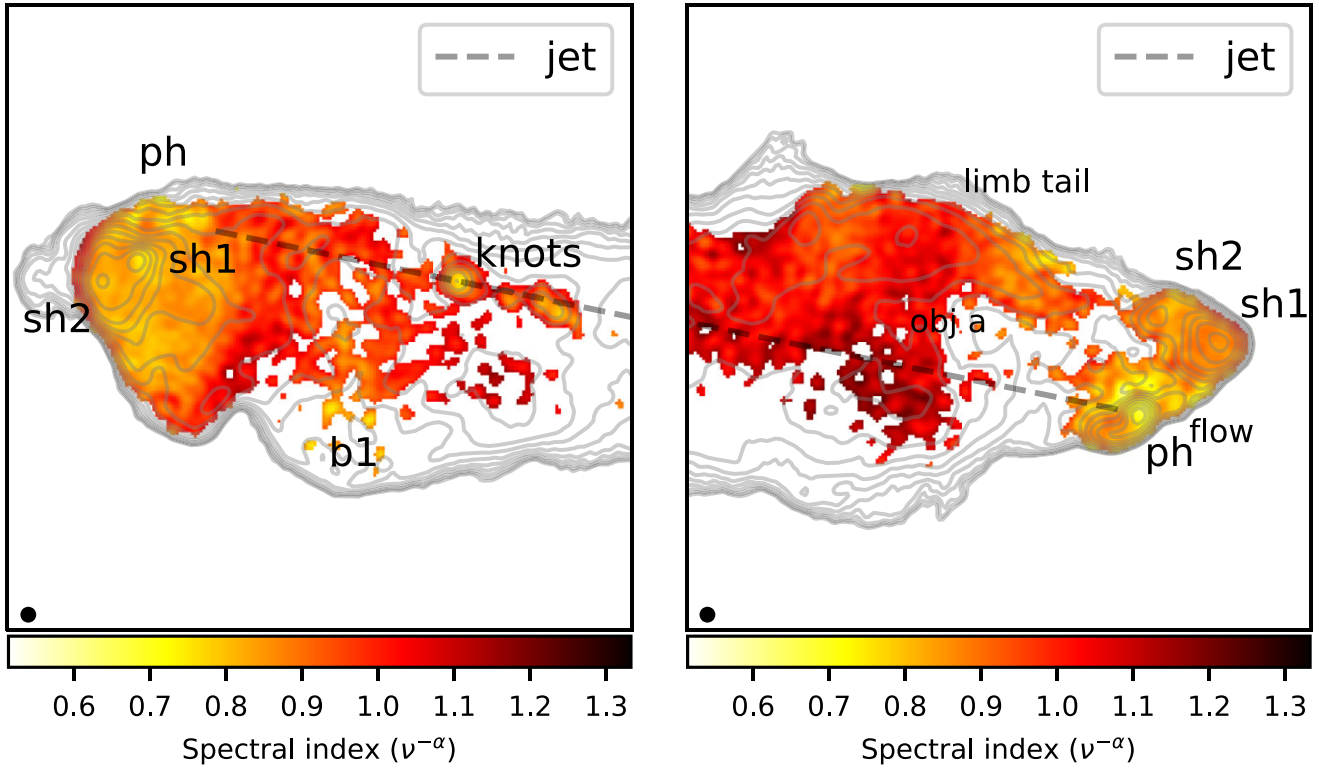 jet
ph
sh1
knots
sh2
b1
0.6 0.7 0.8 0.9 1.0 1.1 1.2 1.3
Spectral index (ν⁻ᵅ)
jet
limb tail
sh2
sh1
obj a
flow
ph
0.6 0.7 0.8 0.9 1.0 1.1 1.2 1.3
Spectral index (ν⁻ᵅ)